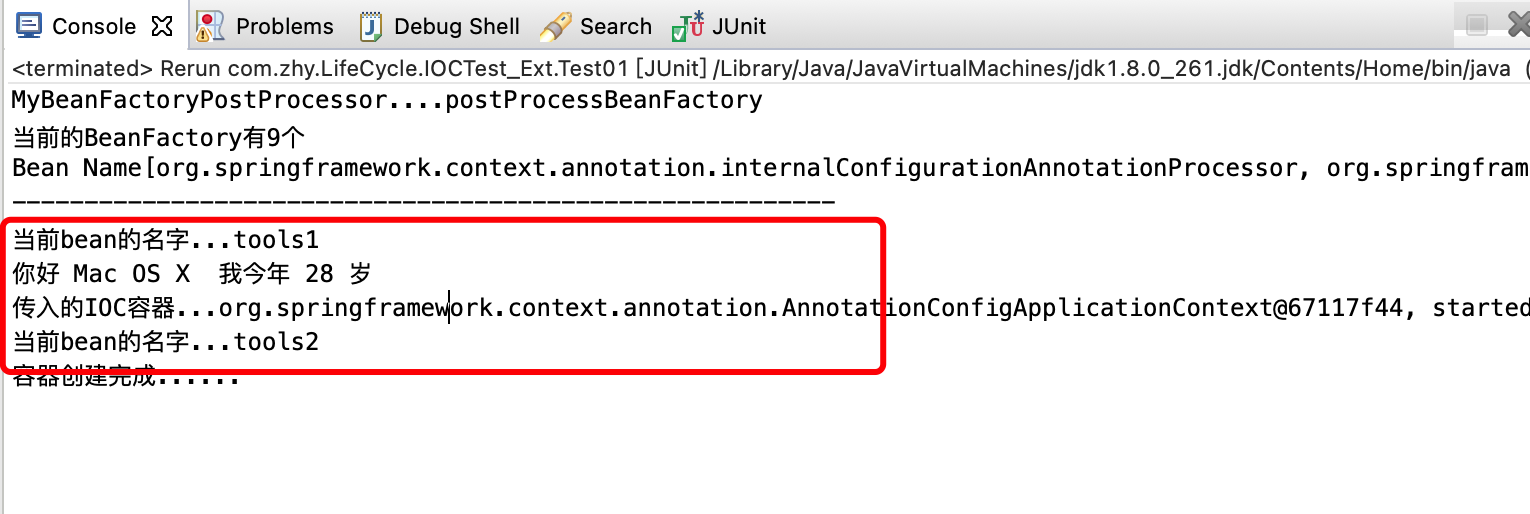 Console Problems Debug Shell Search JUnit
<terminated> Rerun com.zhy.LifeCycle.IOCTest_Ext.Test01 [JUnit] /Library/Java/JavaVirtualMachines/jdk1.8.0_261.jdk/Contents/Home/bin/java (
MyBeanFactoryPostProcessor....postProcessBeanFactory
当前的BeanFactory有9个
Bean Name[org.springframework.context.annotation.internalConfigurationAnnotationProcessor, org.springfram
---------------------------------------------------------
当前bean的名字...tools1
你好 Mac OS X  我今年 28 岁
传入的IOC容器...org.springframework.context.annotation.AnnotationConfigApplicationContext@67117f44, started
当前bean的名字...tools2
容器创建完成......